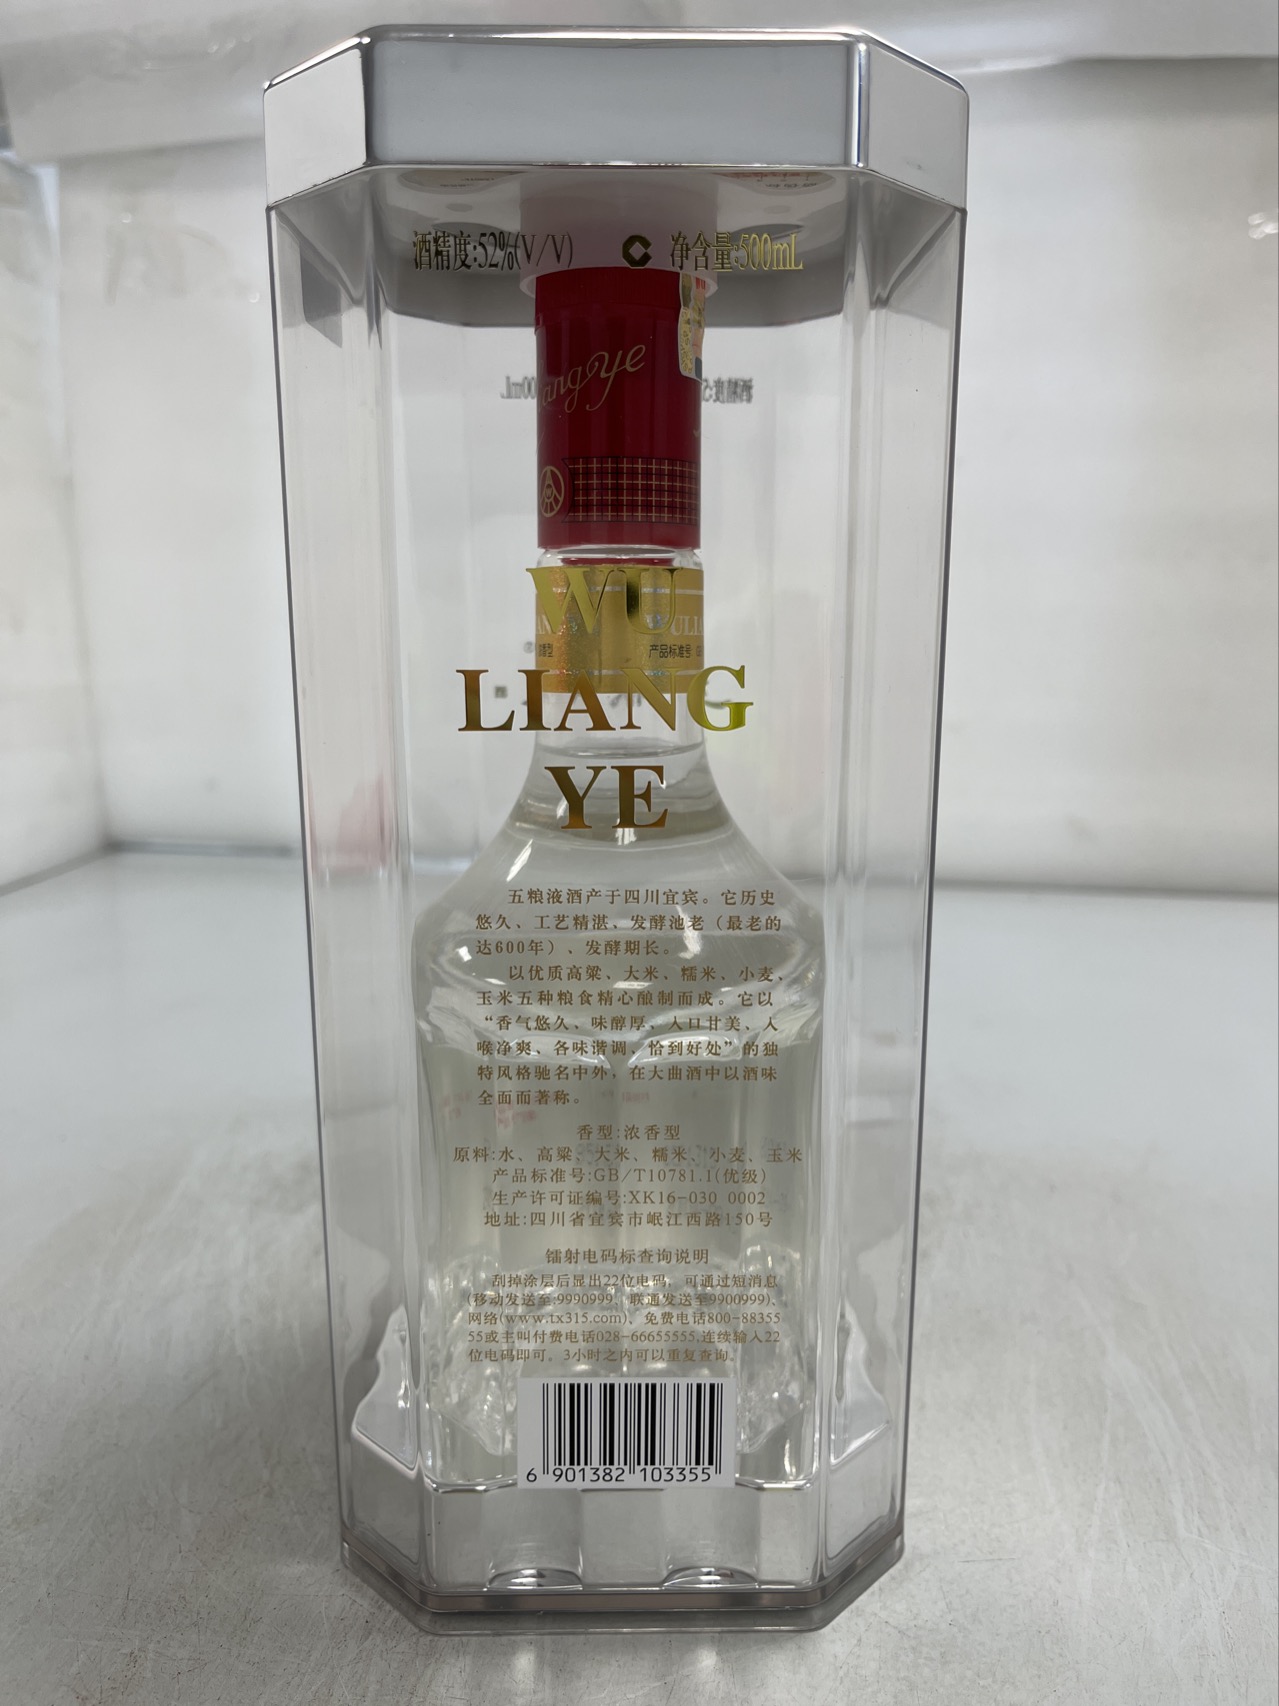 酒精度:52%(V/V) 净含量:500mL
angye
WU
LIANG
YE
产品标准号
五粮液酒产于四川宜宾。它历史
悠久、工艺精湛、发酵池老（最老的
达600年）、发酵期长。
以优质高粱、大米、糯米、小麦、
玉米五种粮食精心酿制而成。它以
“香气悠久、味醇厚、入口甘美、入
喉净爽、各味谐调、恰到好处”的独
特风格驰名中外，在大曲酒中以酒味
全面而著称。
香型:浓香型
原料:水、高粱、大米、糯米、小麦、玉米
产品标准号:GB/T10781.1(优级)
生产许可证编号:XK16-030 0002
地址:四川省宜宾市岷江西路150号
镭射电码标查询说明
刮掉涂层后显出22位电码，可通过短消息
(移动发送至:9990999、联通发送至9900999)、
网络(www.tx315.com)、免费电话800-88355
55或主叫付费电话028-66655555,连续输入22
位电码即可。3小时之内可以重复查询。
6 901382 103355